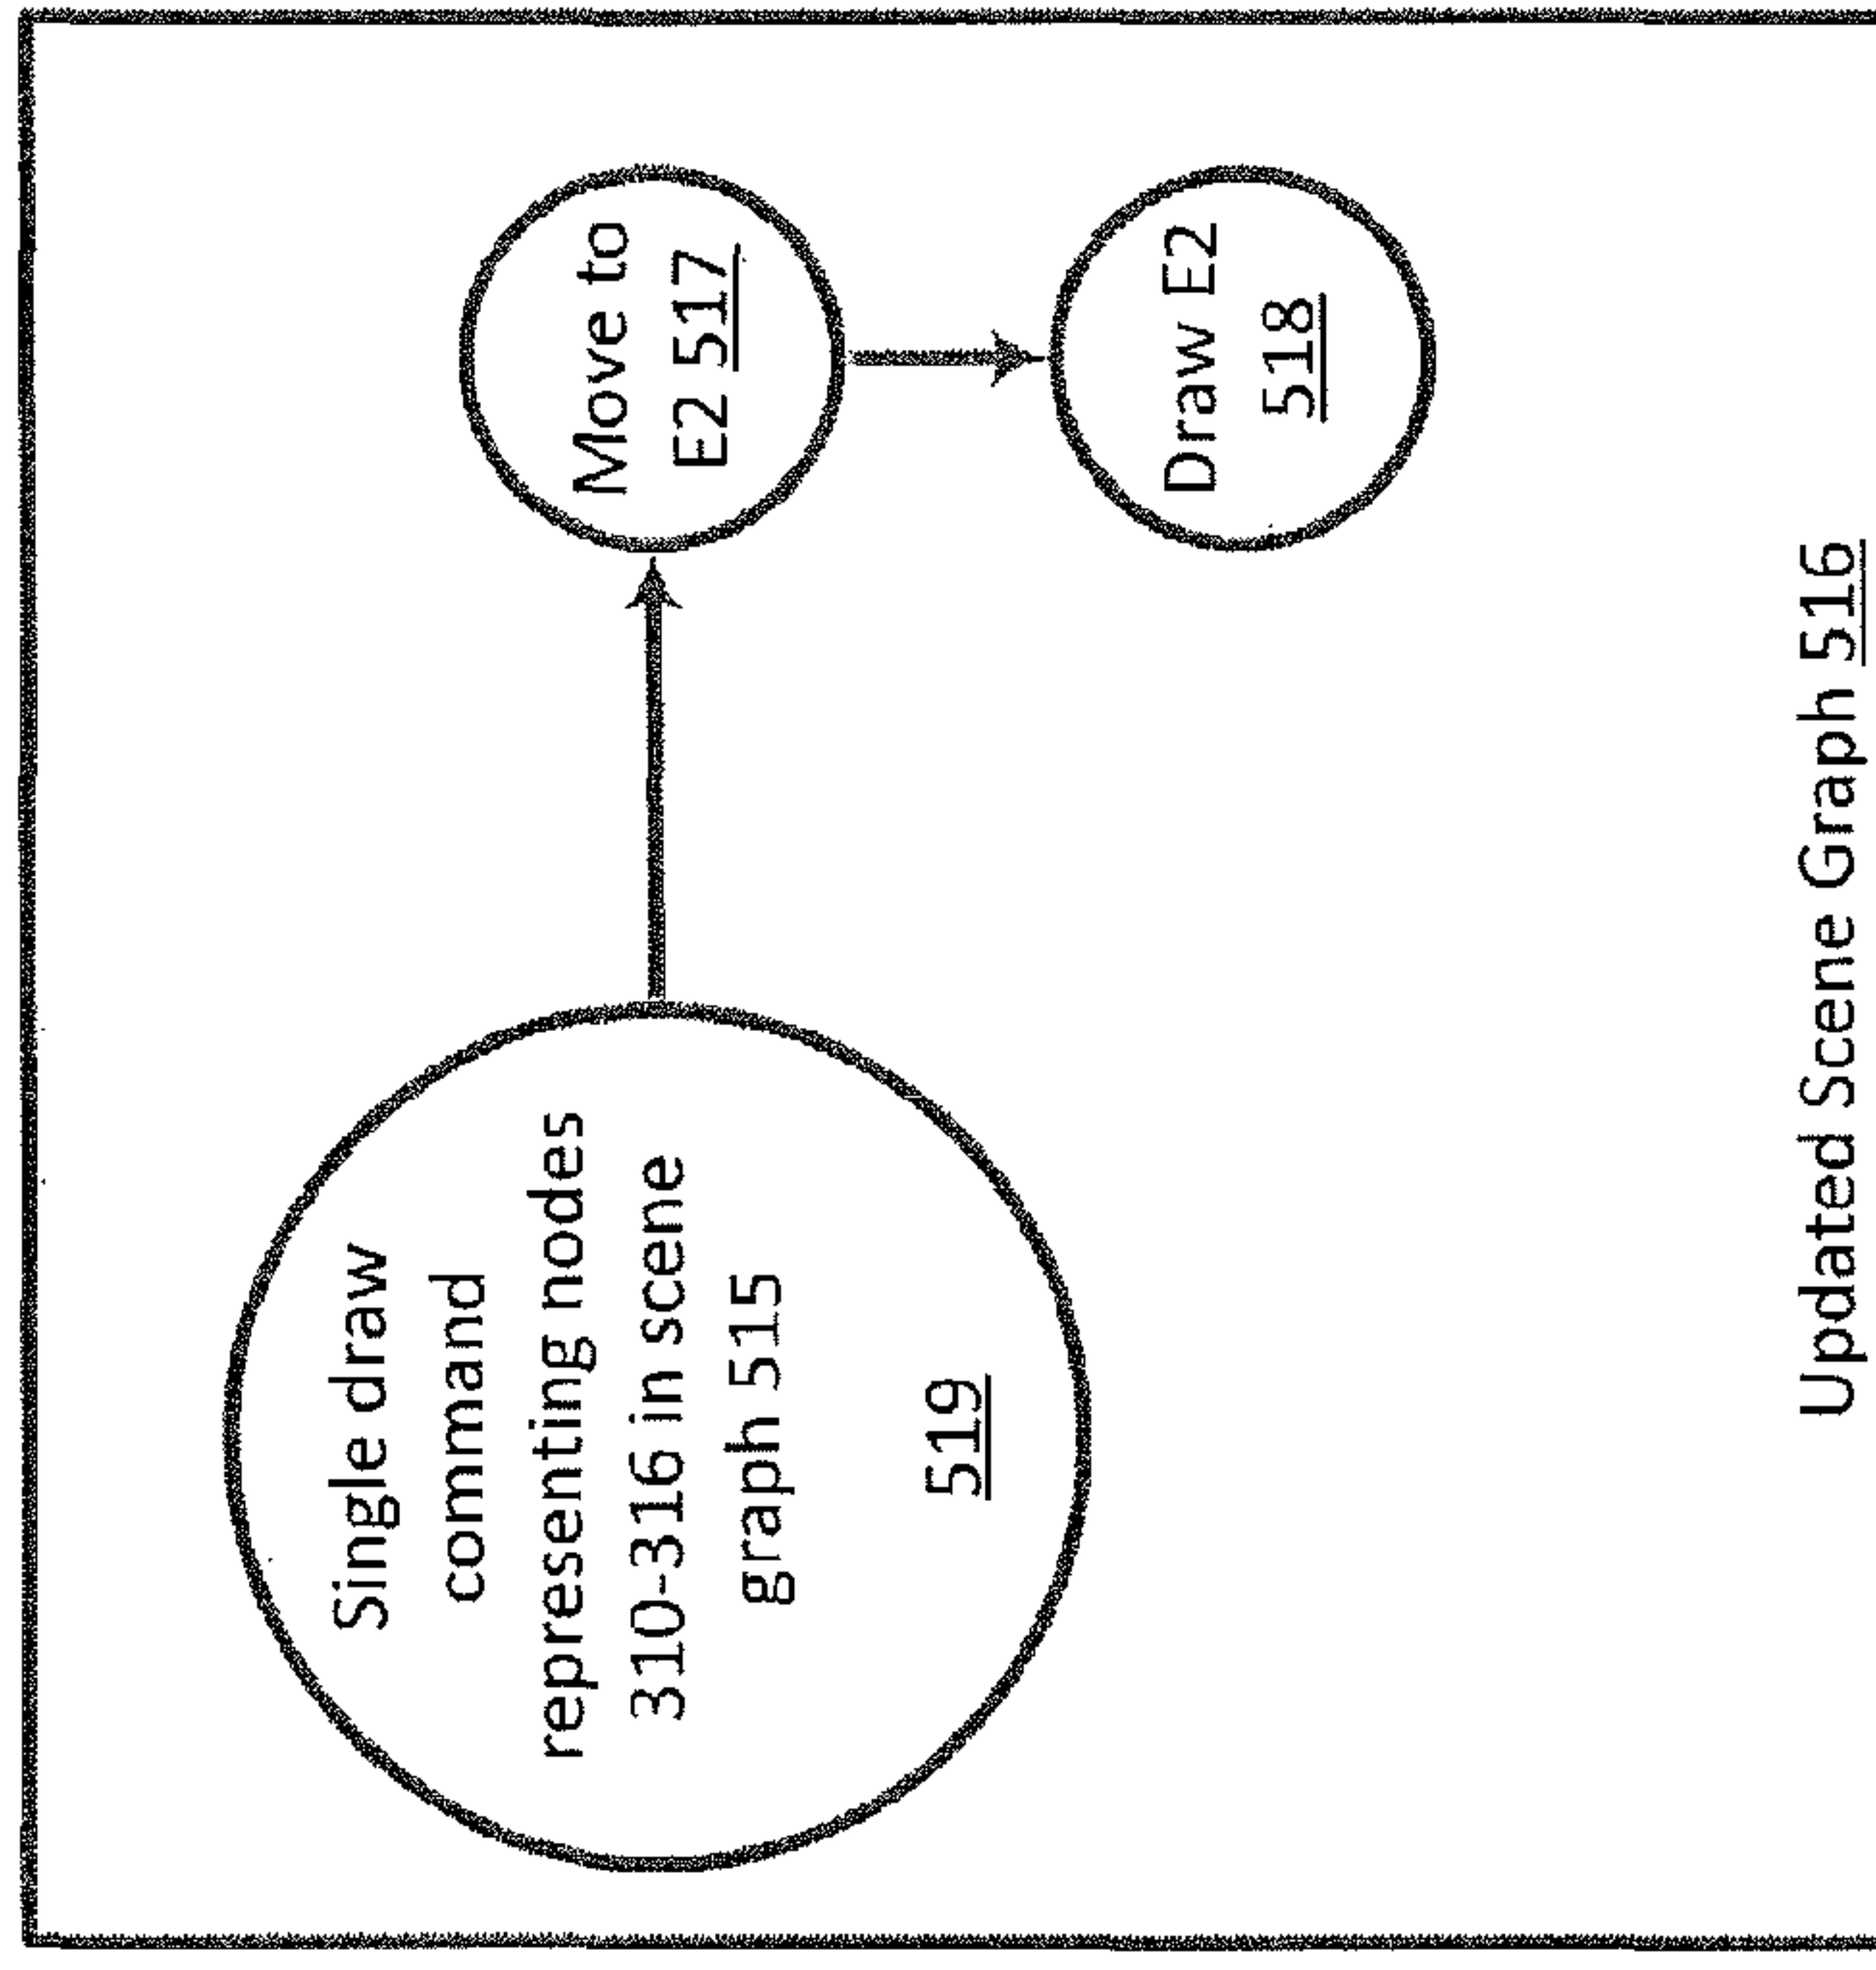 Single draw
command
representing nodes
310-316 in scene
graph 515
519
Move to
E2 517
Draw E2
518
Updated Scene Graph 516